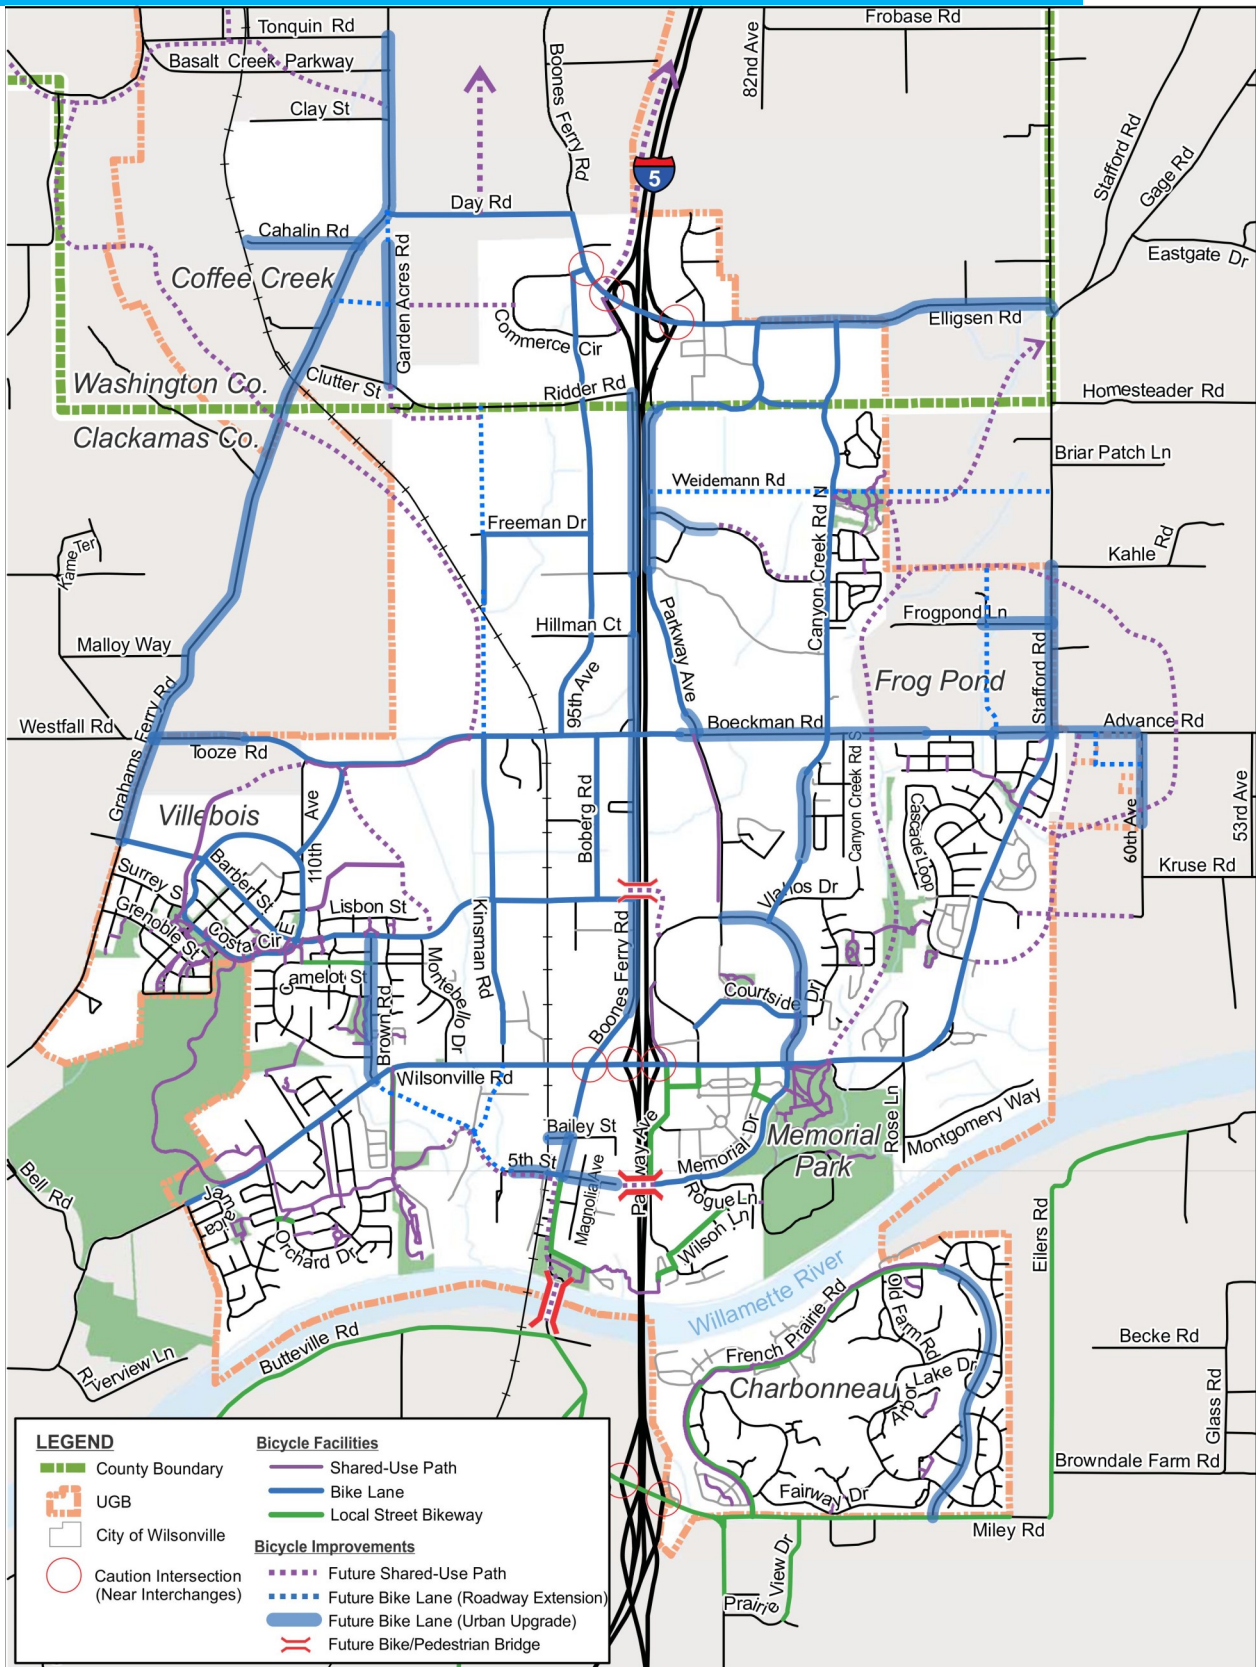 Tonquin Rd
Frobase Rd
Basalt Creek Parkway
Boones Ferry Rd
82nd Ave
Clay St
Stafford Rd
Gage Rd
5
Day Rd
Cahalin Rd
Eastgate Dr
Coffee Creek
Garden Acres Rd
Elligsen Rd
Commerce Cir
Washington Co.
Clutter St
Ridder Rd
Homesteader Rd
Clackamas Co.
Briar Patch Ln
Weidemann Rd
Canyon Creek Rd N
Freeman Dr
Kame Ter
Kahle Rd
Parkway Ave
Frogpond Ln
Hillman Ct
Malloy Way
Frog Pond
Stafford Rd
Grahams Ferry Rd
95th Ave
Westfall Rd
Tooze Rd
Boeckman Rd
Advance Rd
Canyon Creek Rd S
Villebois
110th Ave
Boberg Rd
Cascade Loop
60th Ave
53rd Ave
Kruse Rd
Surrey S
Barber St
Vlahos Dr
Grenoble St
Costa Cir E
Lisbon St
Kinsman Rd
Boones Ferry Rd
Camelot St
Montebello Dr
Courtside Dr
Brown Rd
Wilsonville Rd
Rose Ln
Montgomery Way
Bailey St
Parkway Ave
Memorial Dr
Memorial
Park
5th St
Magnolia Ave
Bell Rd
Jamaica
Rogue Ln
Wilson Ln
Orchard Dr
Eilers Rd
Willamette River
Butteville Rd
French Prairie Rd
Old Farm Rd
Becke Rd
Riverview Ln
Charbonneau
Arbor Lake Dr
Glass Rd
Browndale Farm Rd
Fairway Dr
Miley Rd
Prairie View Dr
LEGEND
County Boundary
UGB
City of Wilsonville
Caution Intersection
(Near Interchanges)
Bicycle Facilities
Shared-Use Path
Bike Lane
Local Street Bikeway
Bicycle Improvements
Future Shared-Use Path
Future Bike Lane (Roadway Extension)
Future Bike Lane (Urban Upgrade)
Future Bike/Pedestrian Bridge